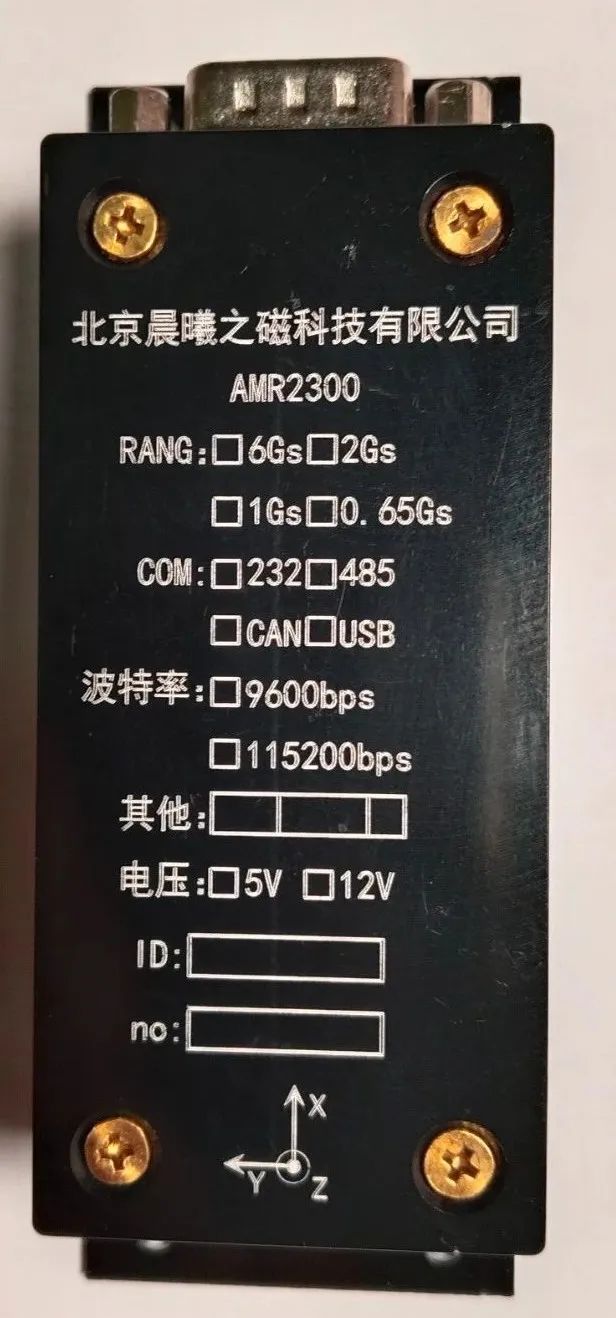 北京晨曦之磁科技有限公司
AMR2300
RANG:□6Gs□2Gs
□1Gs□0.65Gs
COM:□232□485
□CAN□USB
波特率:□9600bps
□115200bps
其他:
电压:□5V □12V
ID:
no:
X
Y Z